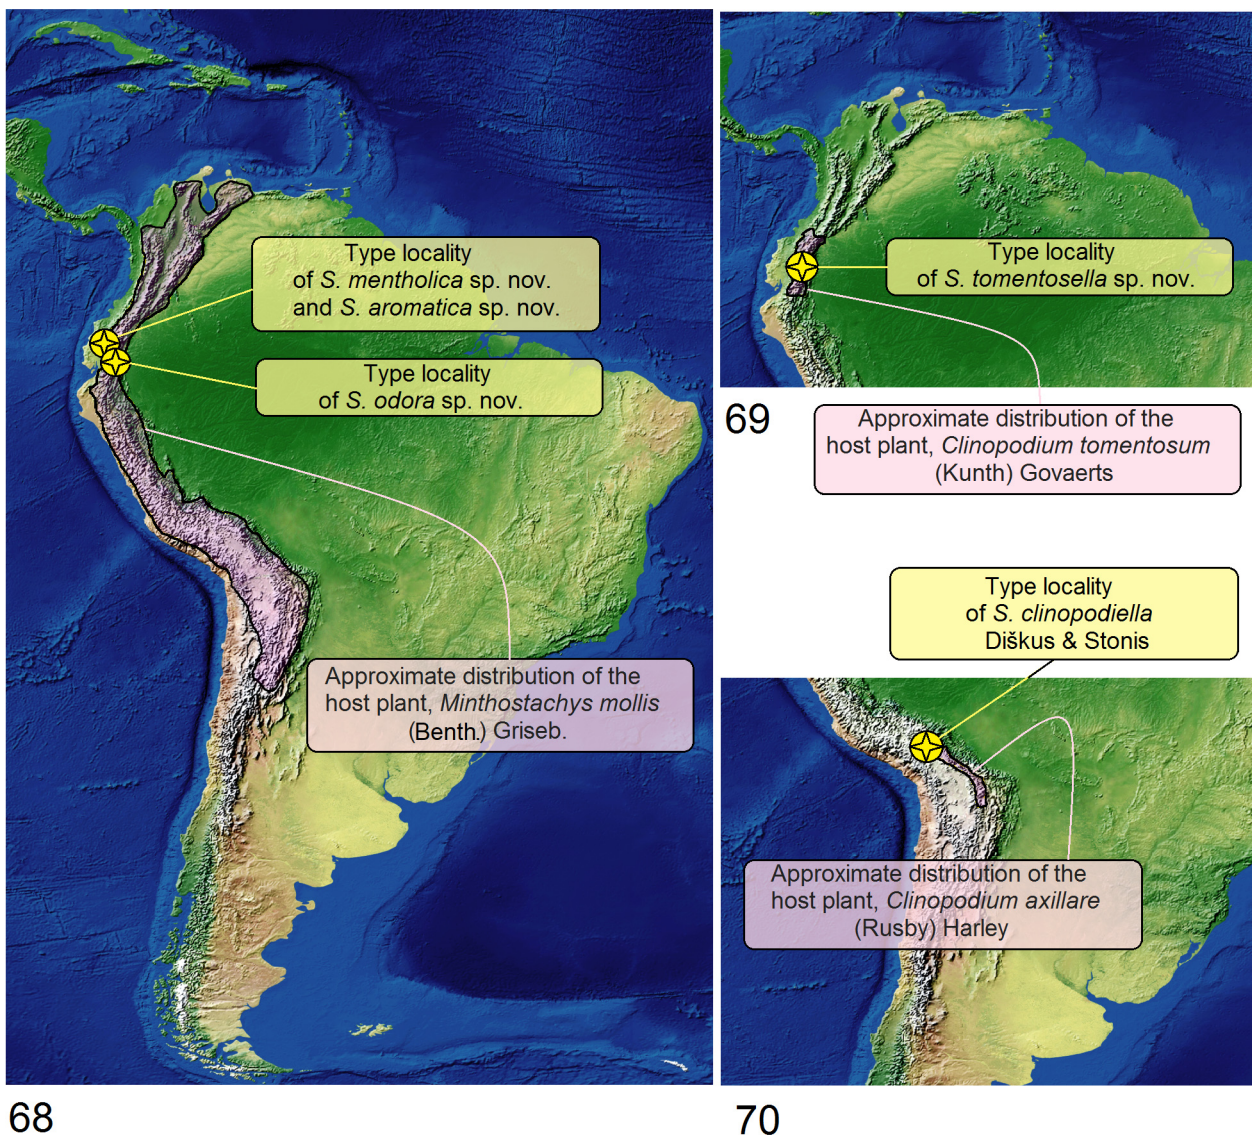 Type locality
of S. mentholica sp. nov.
and S. aromatica sp. nov.
Type locality
of S. odora sp. nov.
Approximate distribution of the
host plant, Minthostachys mollis
(Benth.) Griseb.
68
Type locality
of S. tomentosella sp. nov.
69
Approximate distribution of the
host plant, Clinopodium tomentosum
(Kunth) Govaerts
Type locality
of S. clinopodiella
Diškus & Stonis
Approximate distribution of the
host plant, Clinopodium axillare
(Rusby) Harley
70